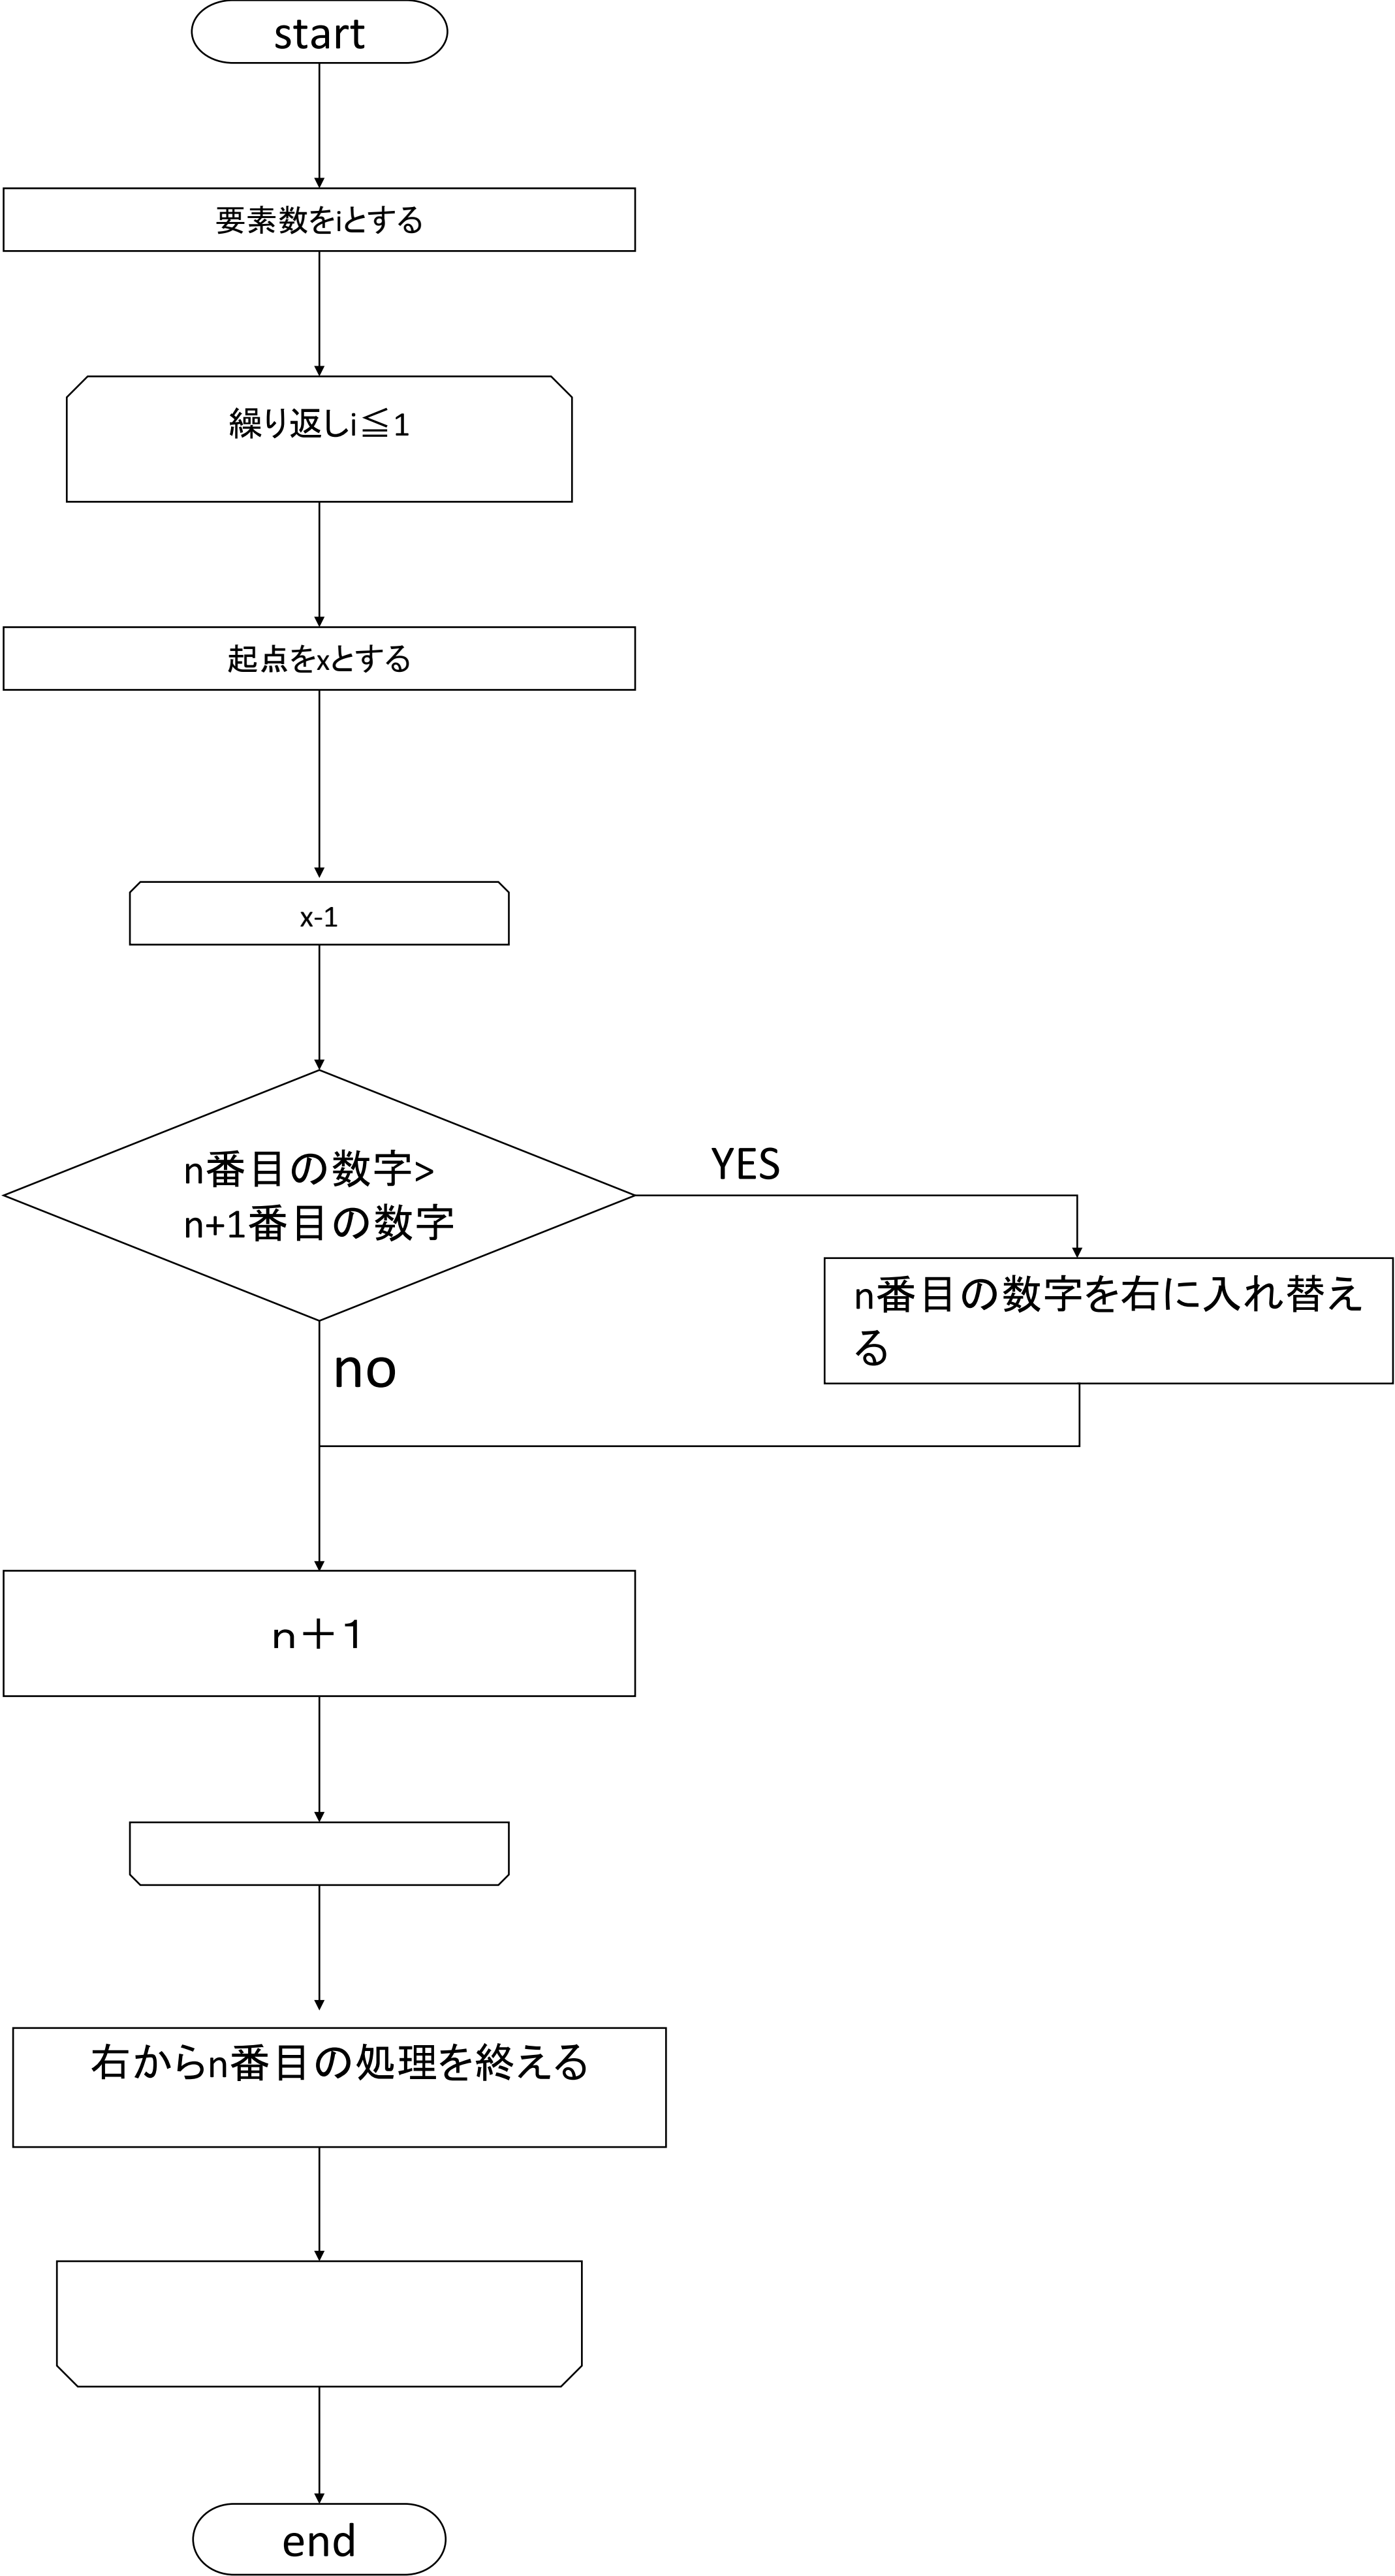 start
要素数をiとする
繰り返しi≦1
起点をxとする
x-1
n番目の数字>
n+1番目の数字
YES
n番目の数字を右に入れ替え
る
no
n＋1
右からn番目の処理を終える
end